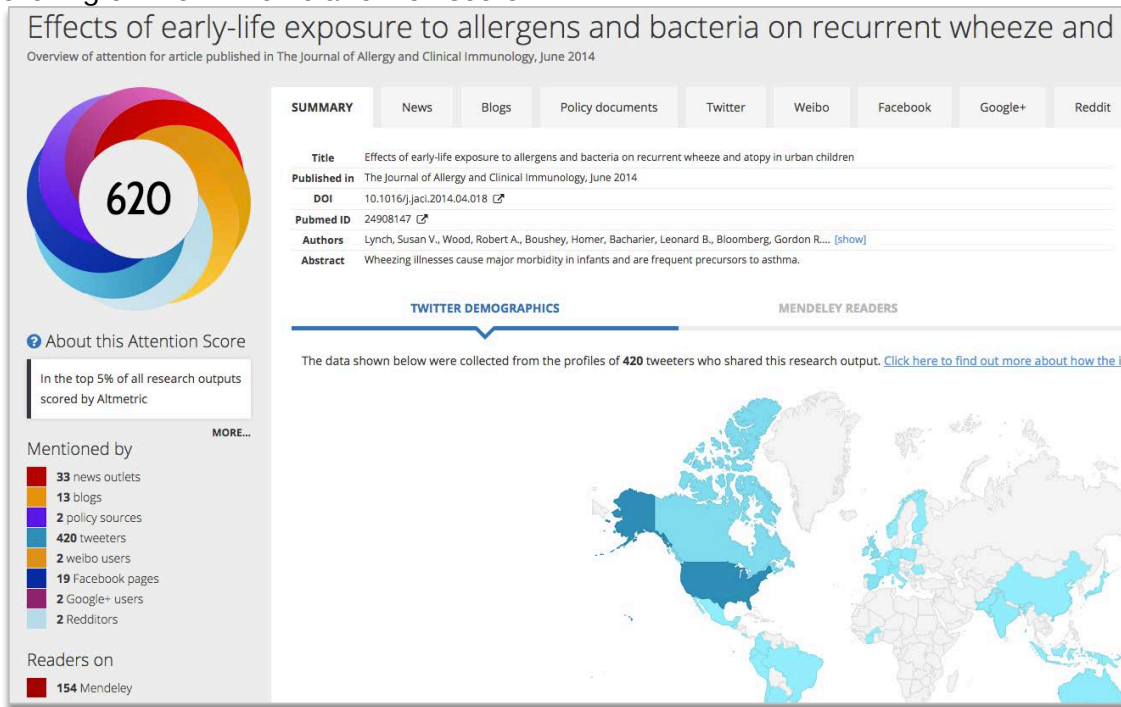 Effects of early-life exposure to allergens and bacteria on recurrent wheeze and
Overview of attention for article published in The Journal of Allergy and Clinical Immunology, June 2014
620
SUMMARY News Blogs Policy documents Twitter Weibo Facebook Google+ Reddit
Title Effects of early-life exposure to allergens and bacteria on recurrent wheeze and atopy in urban children
Published in The Journal of Allergy and Clinical Immunology, June 2014
DOI 10.1016/j.jaci.2014.04.018
Pubmed ID 24908147
Authors Lynch, Susan V., Wood, Robert A., Boushey, Homer, Bacharier, Leonard B., Bloomberg, Gordon R.... [show]
Abstract Wheezing illnesses cause major morbidity in infants and are frequent precursors to asthma.
TWITTER DEMOGRAPHICS MENDELEY READERS
The data shown below were collected from the profiles of 420 tweeters who shared this research output. Click here to find out more about how the
? About this Attention Score
In the top 5% of all research outputs
scored by Altmetric
MORE...
Mentioned by
33 news outlets
13 blogs
2 policy sources
420 tweeters
2 weibo users
19 Facebook pages
2 Google+ users
2 Redditors
Readers on
154 Mendeley